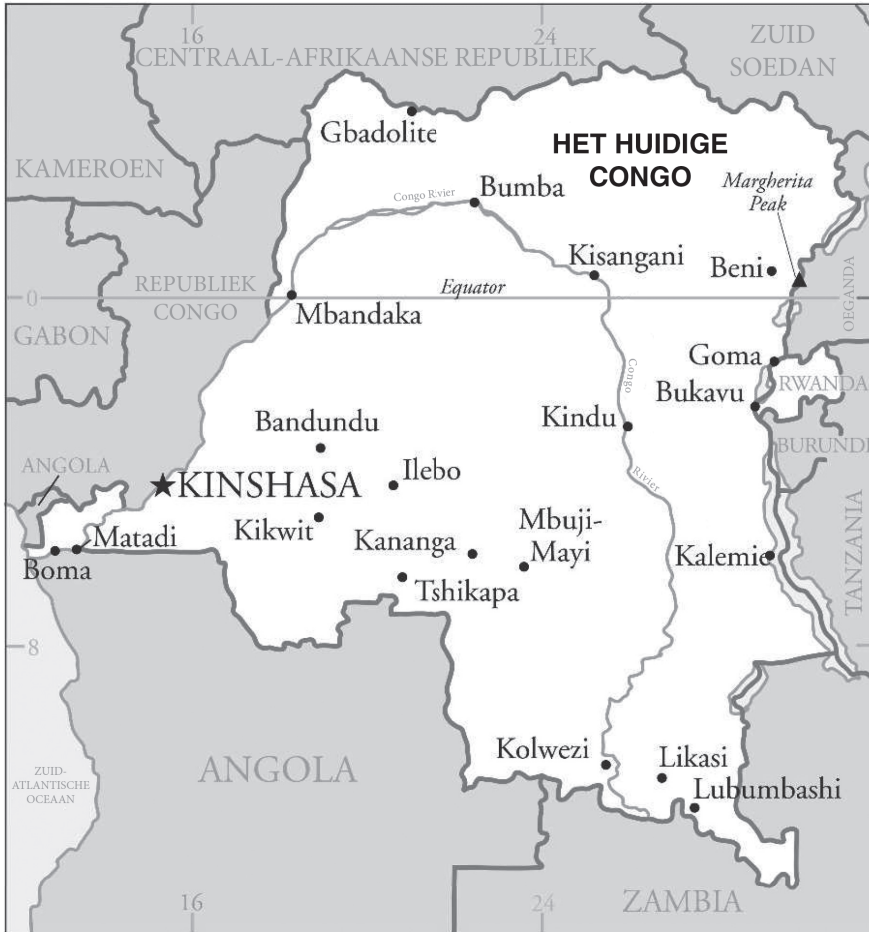 16
24
CENTRAAL-AFRIKAANSE REPUBLIEK
ZUID
SOEDAN
Gbadolite
HET HUIDIGE
CONGO
KAMEROEN
Margherita
Peak
Congo Rvier
Bumba
Kisangani
Beni
REPUBLIEK
CONGO
Equator
OEGANDA
0
Mbandaka
GABON
Goma
Congo
RWANDA
Bukavu
Bandundu
Kindu
BURUNDI
ANGOLA
Ilebo
Rivier
KINSHASA
TANZANIA
Kikwit
Mbuji-
Mayi
Matadi
Kananga
Kalemie
Boma
Tshikapa
8
Kolwezi
Likasi
ANGOLA
ZUID-
ATLANTISCHE
OCEAAN
Lubumbashi
16
24
ZAMBIA